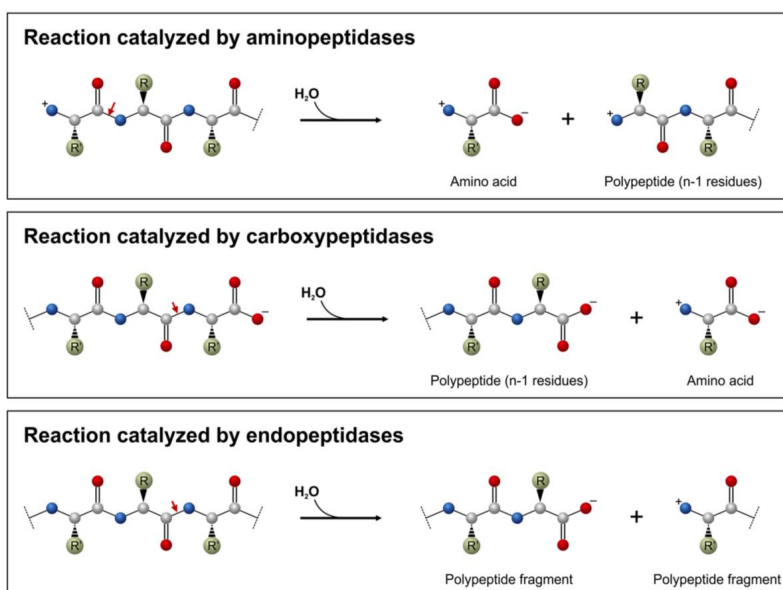 Reaction catalyzed by aminopeptidases
R
H₂O
R
+
O
R'
R'
+
+
−
+
+
R'
R'
Amino acid
Polypeptide (n-1 residues)
Reaction catalyzed by carboxypeptidases
R
H₂O
R
−
−
+
+
−
R'
R'
R'
R'
Polypeptide (n-1 residues)
Amino acid
Reaction catalyzed by endopeptidases
R
H₂O
R
−
+
+
R'
R'
R'
R'
Polypeptide fragment
Polypeptide fragment